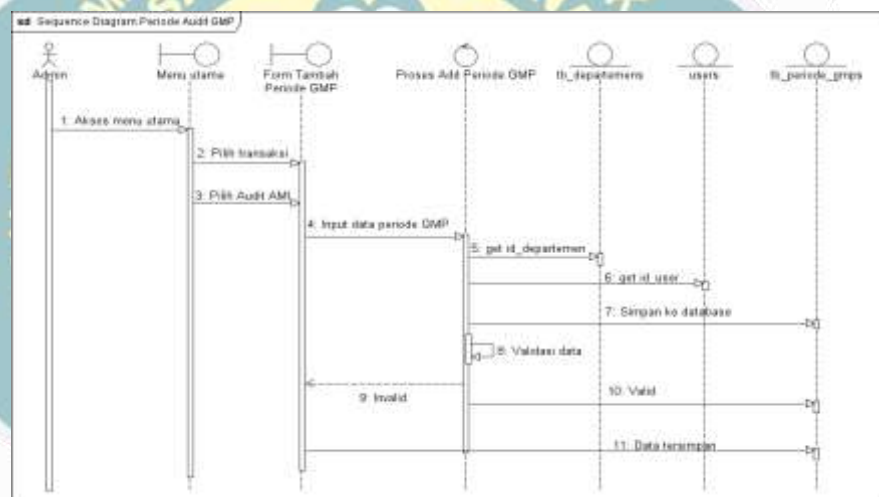 sd Sequence Diagram Periode Audit GMP
Admin
Menu utama
Form Tambah
Periode GMP
Proses Add Periode GMP
tb_departemens
users
tb_periode_gmps
1: Akses menu utama
2: Pilih transaksi
3: Pilih Audit AMI
4: Input data periode GMP
5: get id_departemen
6: get id_user
7: Simpan ke database
8: Validasi data
9: Invalid
10: Valid
11: Data tersimpan